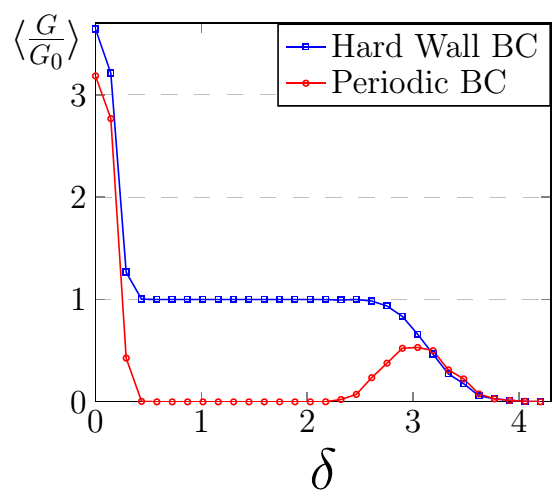 ⟨G/G₀⟩
Hard Wall BC
Periodic BC
3
2
1
0
0 1 2 3 4
δ